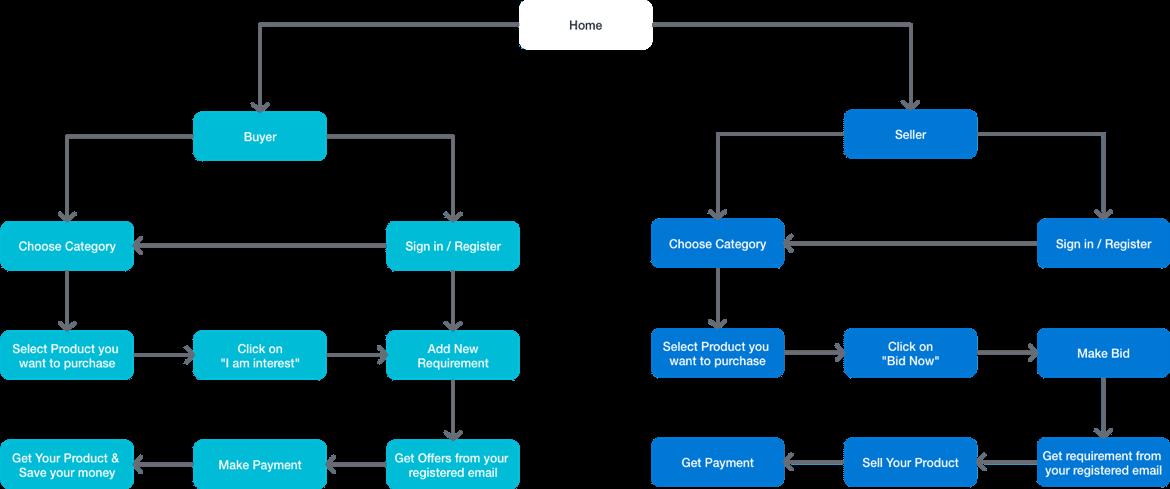 Home
Buyer
Seller
Choose Category
Sign in / Register
Choose Category
Sign in / Register
Select Product you
want to purchase
Click on
"I am interest"
Add New
Requirement
Select Product you
want to purchase
Click on
"Bid Now"
Make Bid
Get Your Product &
Save your money
Make Payment
Get Offers from your
registered email
Get Payment
Sell Your Product
Get requirement from
your registered email